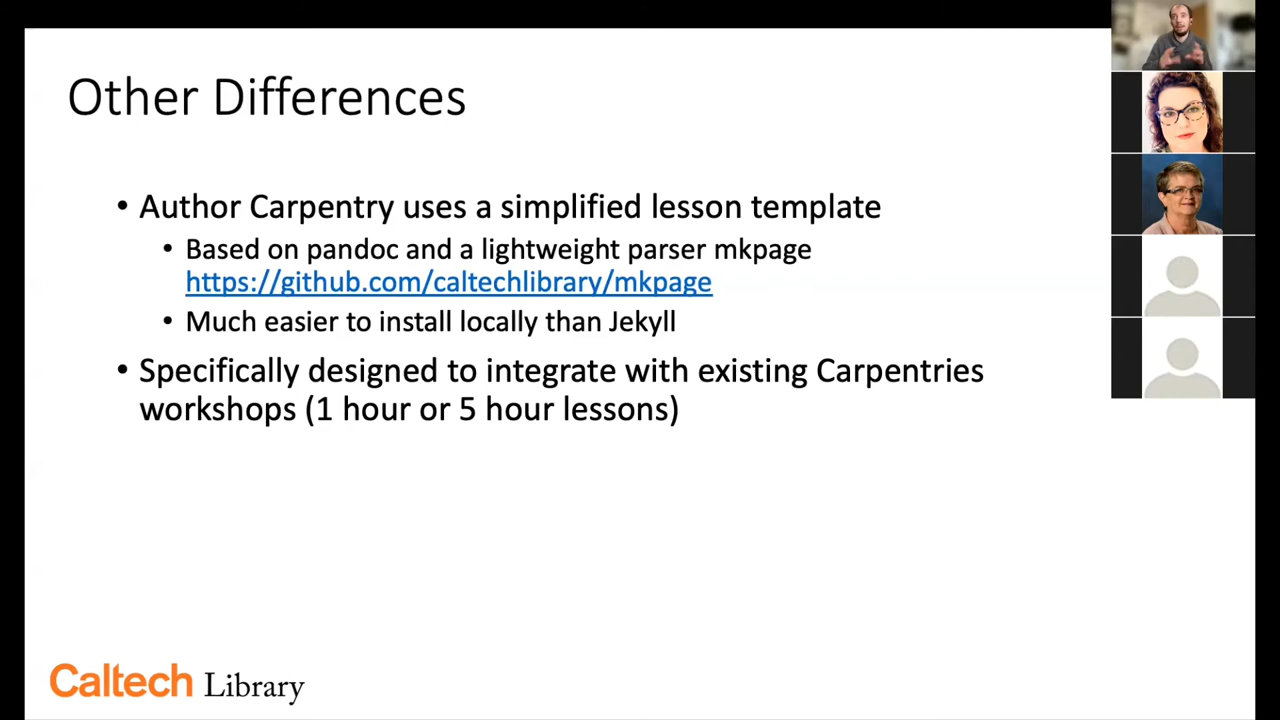 Other Differences
• Author Carpentry uses a simplified lesson template
• Based on pandoc and a lightweight parser mkpage
https://github.com/caltechlibrary/mkpage
• Much easier to install locally than Jekyll
• Specifically designed to integrate with existing Carpentries
workshops (1 hour or 5 hour lessons)
Caltech Library